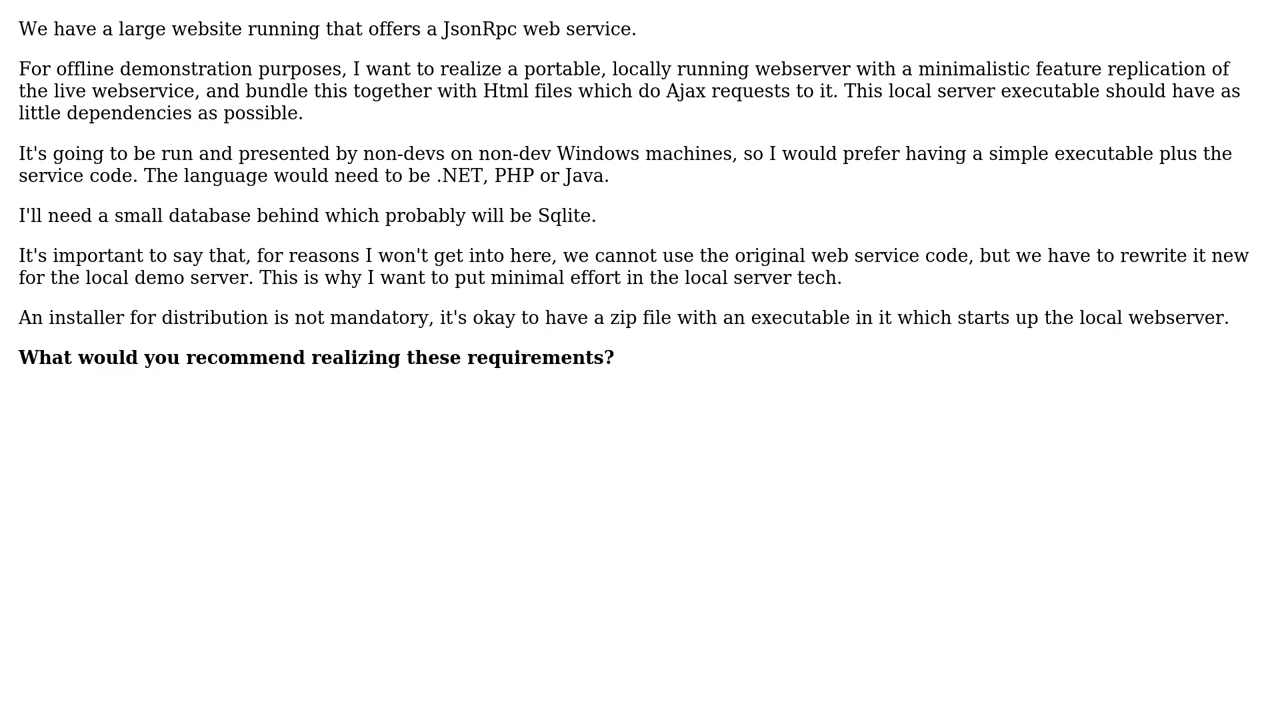 We have a large website running that offers a JsonRpc web service.
For offline demonstration purposes, I want to realize a portable, locally running webserver with a minimalistic feature replication of
the live webservice, and bundle this together with Html files which do Ajax requests to it. This local server executable should have as
little dependencies as possible.
It's going to be run and presented by non-devs on non-dev Windows machines, so I would prefer having a simple executable plus the
service code. The language would need to be .NET, PHP or Java.
I'll need a small database behind which probably will be Sqlite.
It's important to say that, for reasons I won't get into here, we cannot use the original web service code, but we have to rewrite it new
for the local demo server. This is why I want to put minimal effort in the local server tech.
An installer for distribution is not mandatory, it's okay to have a zip file with an executable in it which starts up the local webserver.
What would you recommend realizing these requirements?